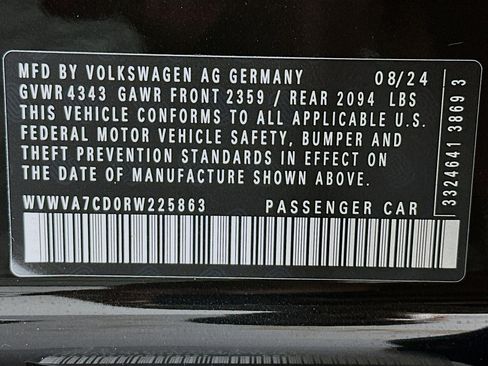 MFD BY VOLKSWAGEN AG GERMANY 08/24
GVWR 4343 GAWR FRONT 2359 / REAR 2094 LBS
THIS VEHICLE CONFORMS TO ALL APPLICABLE U.S.
FEDERAL MOTOR VEHICLE SAFETY, BUMPER AND
THEFT PREVENTION STANDARDS IN EFFECT ON
THE DATE OF MANUFACTURE SHOWN ABOVE.
WVWVA7CD0RW225863 PASSENGER CAR
3824641 3869 3